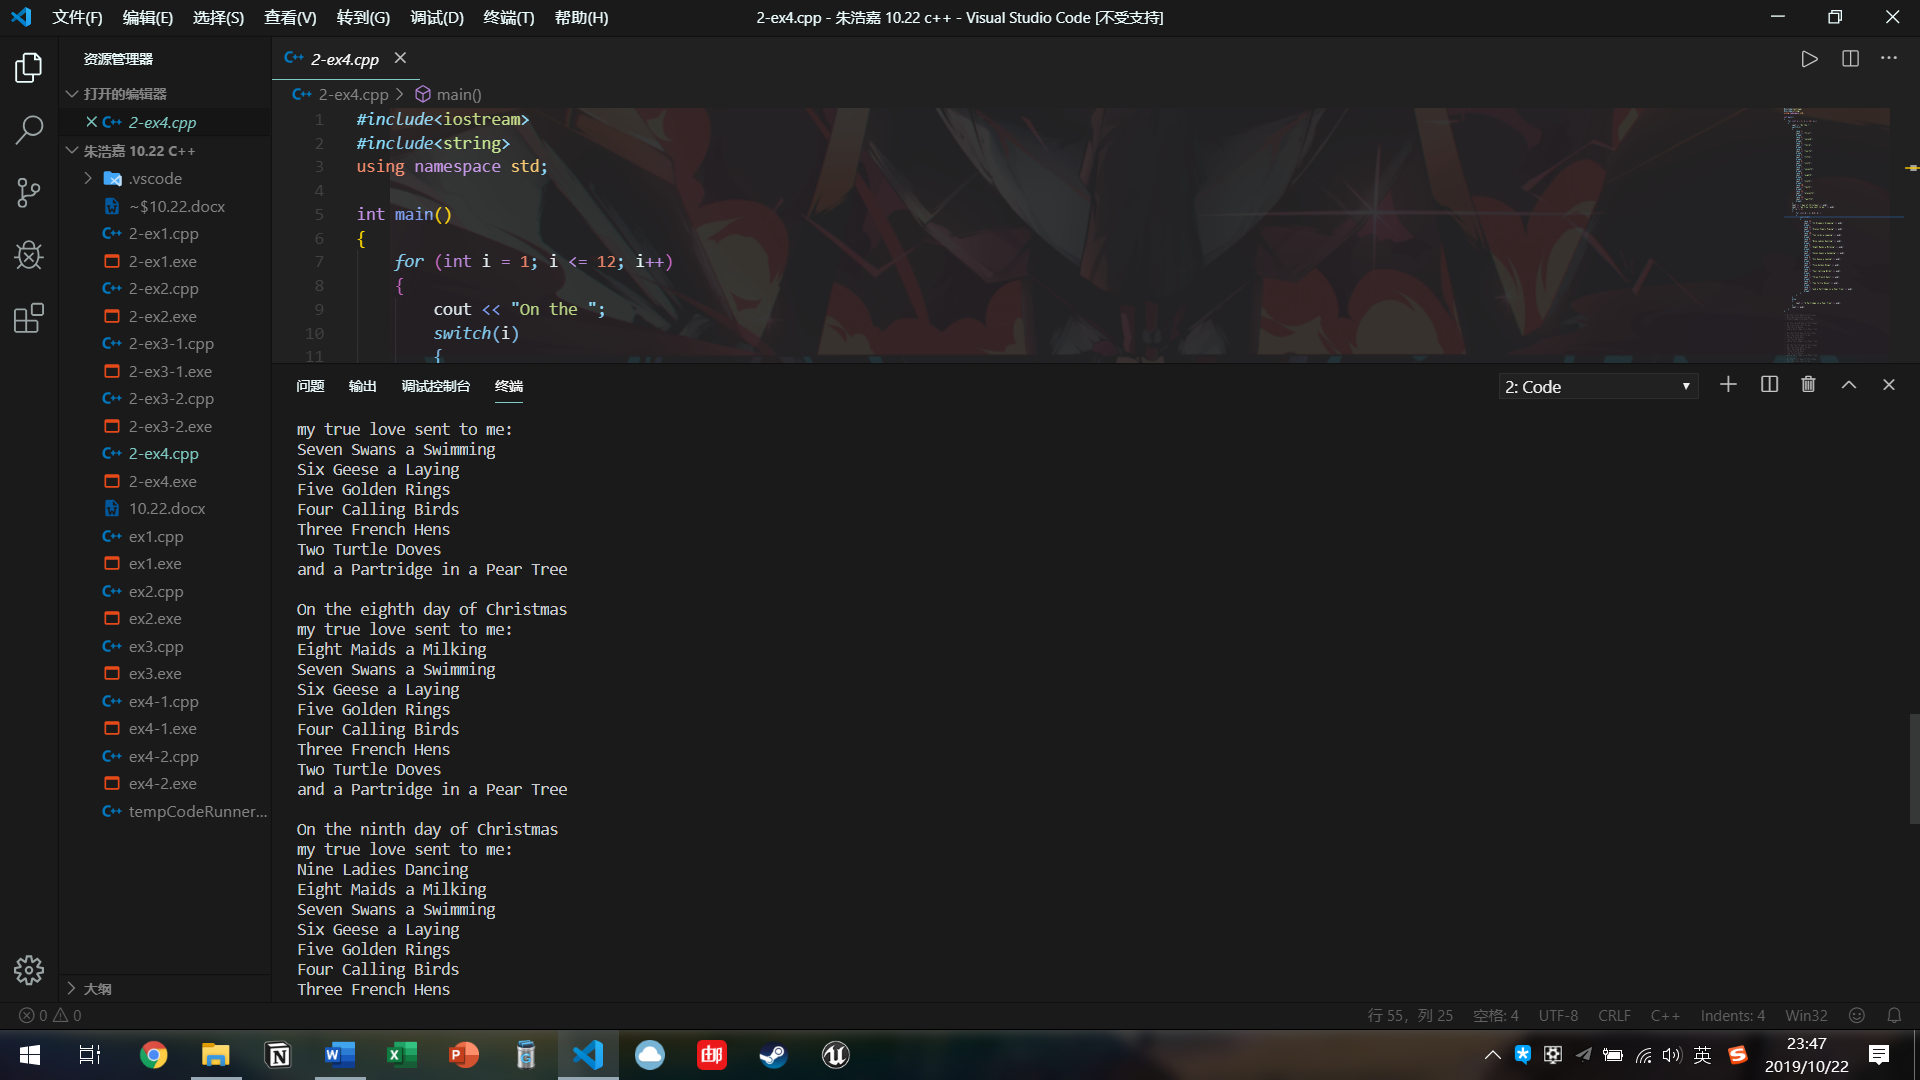 文件(F) 编辑(E) 选择(S) 查看(V) 转到(G) 调试(D) 终端(T) 帮助(H)
2-ex4.cpp - 朱浩嘉 10.22 c++ - Visual Studio Code [不受支持]
资源管理器
打开的编辑器
2-ex4.cpp
朱浩嘉 10.22 C++
.vscode
~$10.22.docx
2-ex1.cpp
2-ex1.exe
2-ex2.cpp
2-ex2.exe
2-ex3-1.cpp
2-ex3-1.exe
2-ex3-2.cpp
2-ex3-2.exe
2-ex4.cpp
2-ex4.exe
10.22.docx
ex1.cpp
ex1.exe
ex2.cpp
ex2.exe
ex3.cpp
ex3.exe
ex4-1.cpp
ex4-1.exe
ex4-2.cpp
ex4-2.exe
tempCodeRunner...
大纲
2-ex4.cpp
2-ex4.cpp > main()
1 #include<iostream>
2 #include<string>
3 using namespace std;
4
5 int main()
6 {
7 for (int i = 1; i <= 12; i++)
8 {
9 cout << "On the ";
10 switch(i)
11 {
问题 输出 调试控制台 终端
2: Code
my true love sent to me:
Seven Swans a Swimming
Six Geese a Laying
Five Golden Rings
Four Calling Birds
Three French Hens
Two Turtle Doves
and a Partridge in a Pear Tree
On the eighth day of Christmas
my true love sent to me:
Eight Maids a Milking
Seven Swans a Swimming
Six Geese a Laying
Five Golden Rings
Four Calling Birds
Three French Hens
Two Turtle Doves
and a Partridge in a Pear Tree
On the ninth day of Christmas
my true love sent to me:
Nine Ladies Dancing
Eight Maids a Milking
Seven Swans a Swimming
Six Geese a Laying
Five Golden Rings
Four Calling Birds
Three French Hens
0 0
行 55，列 25 空格: 4 UTF-8 CRLF C++ Indents: 4 Win32
英
23:47
2019/10/22